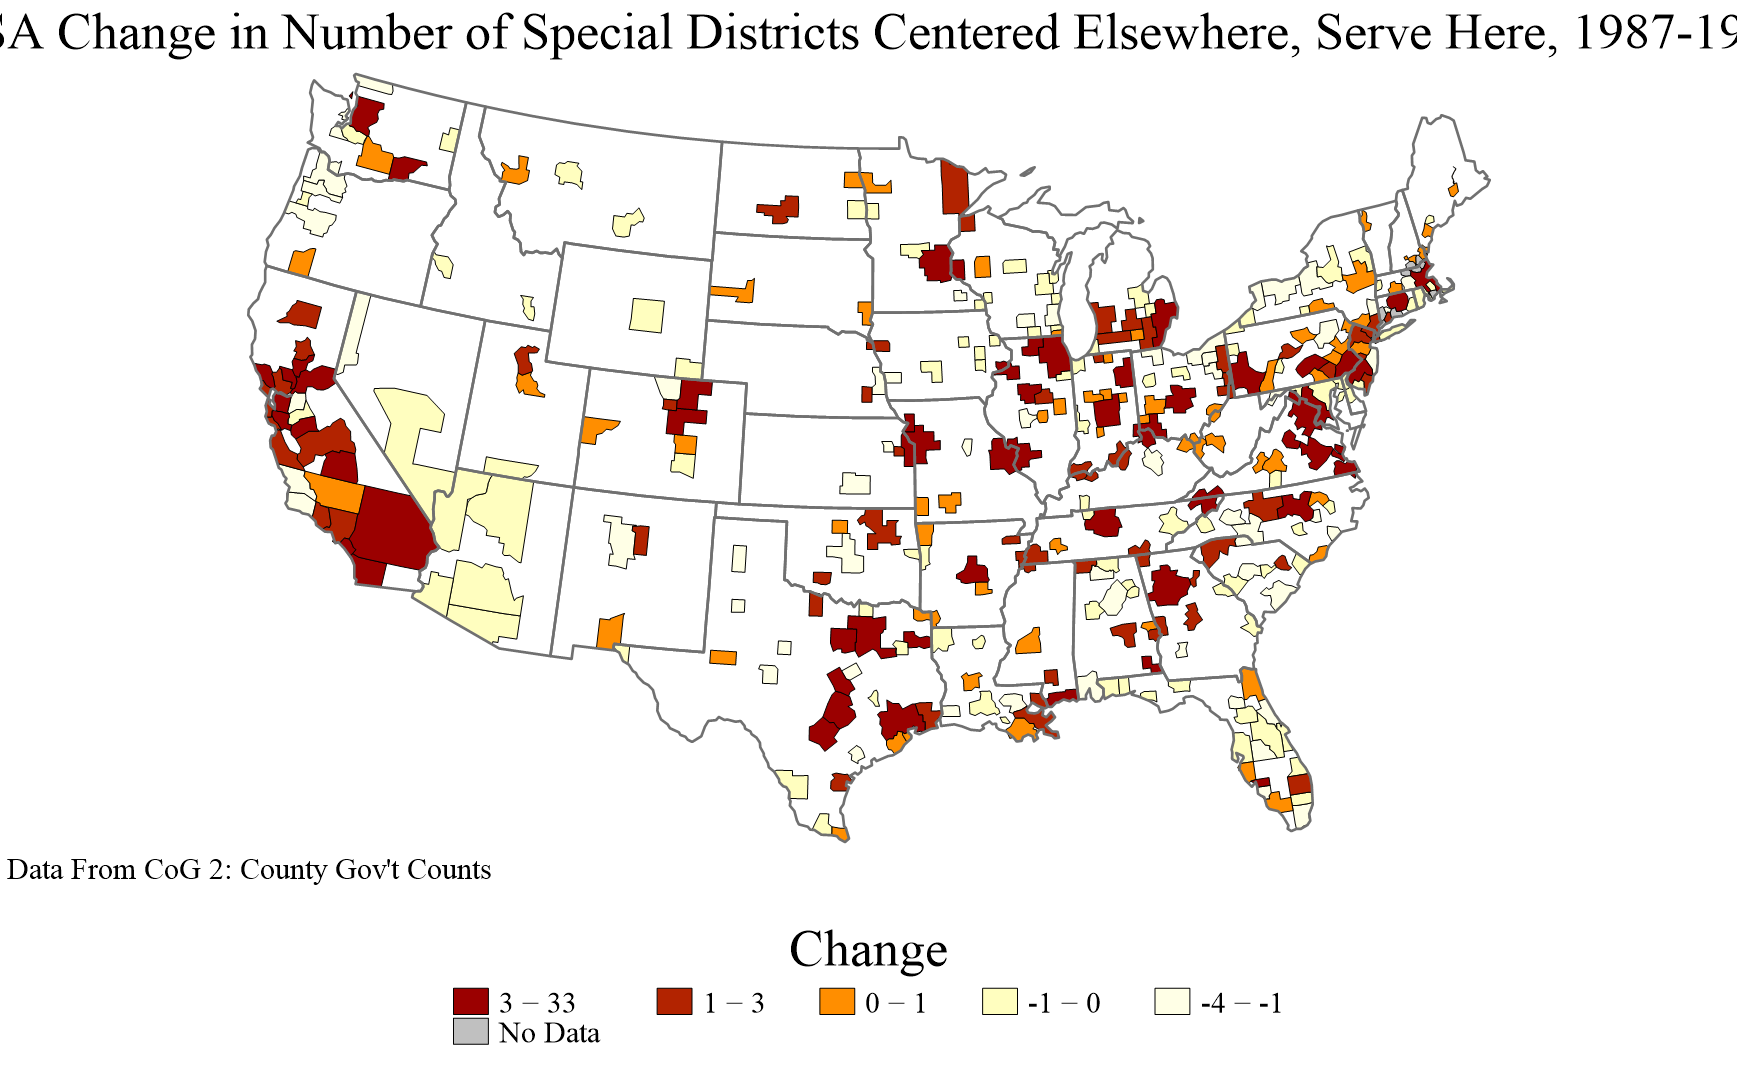 SA Change in Number of Special Districts Centered Elsewhere, Serve Here, 1987-19
Data From CoG 2: County Gov't Counts
Change
3 – 33
1 – 3
0 – 1
-1 – 0
-4 – -1
No Data